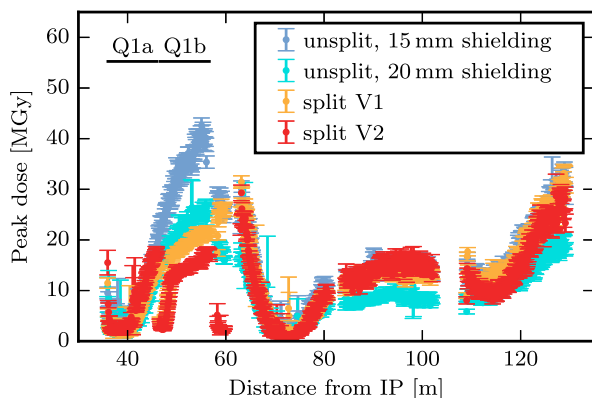 60
50
40
30
20
10
0
Peak dose [MGy]
Q1a Q1b
unsplit, 15 mm shielding
unsplit, 20 mm shielding
split V1
split V2
40 60 80 100 120
Distance from IP [m]